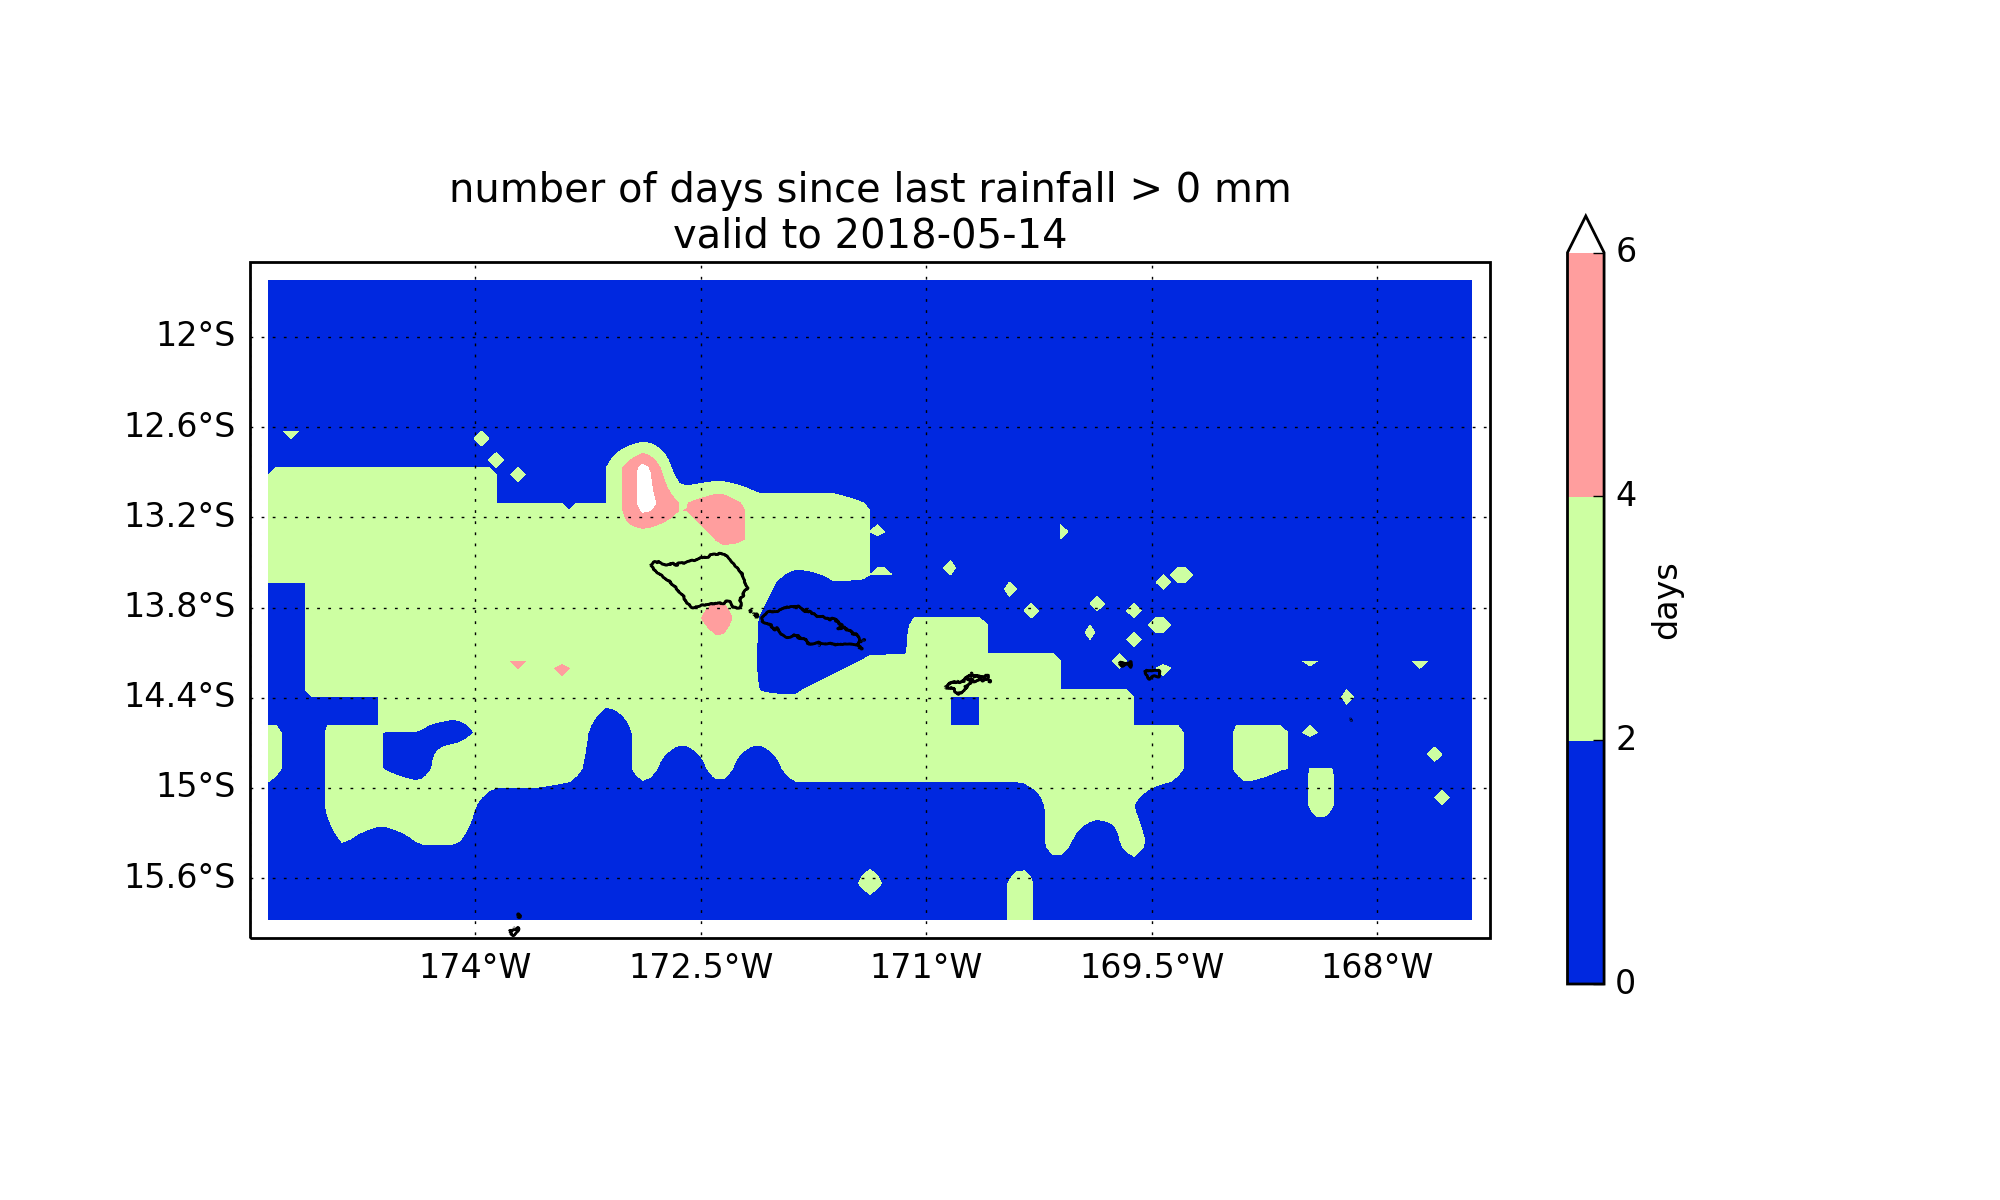 number of days since last rainfall > 0 mm
valid to 2018-05-14
12°S
12.6°S
13.2°S
13.8°S
14.4°S
15°S
15.6°S
174°W
172.5°W
171°W
169.5°W
168°W
6
4
2
0
days